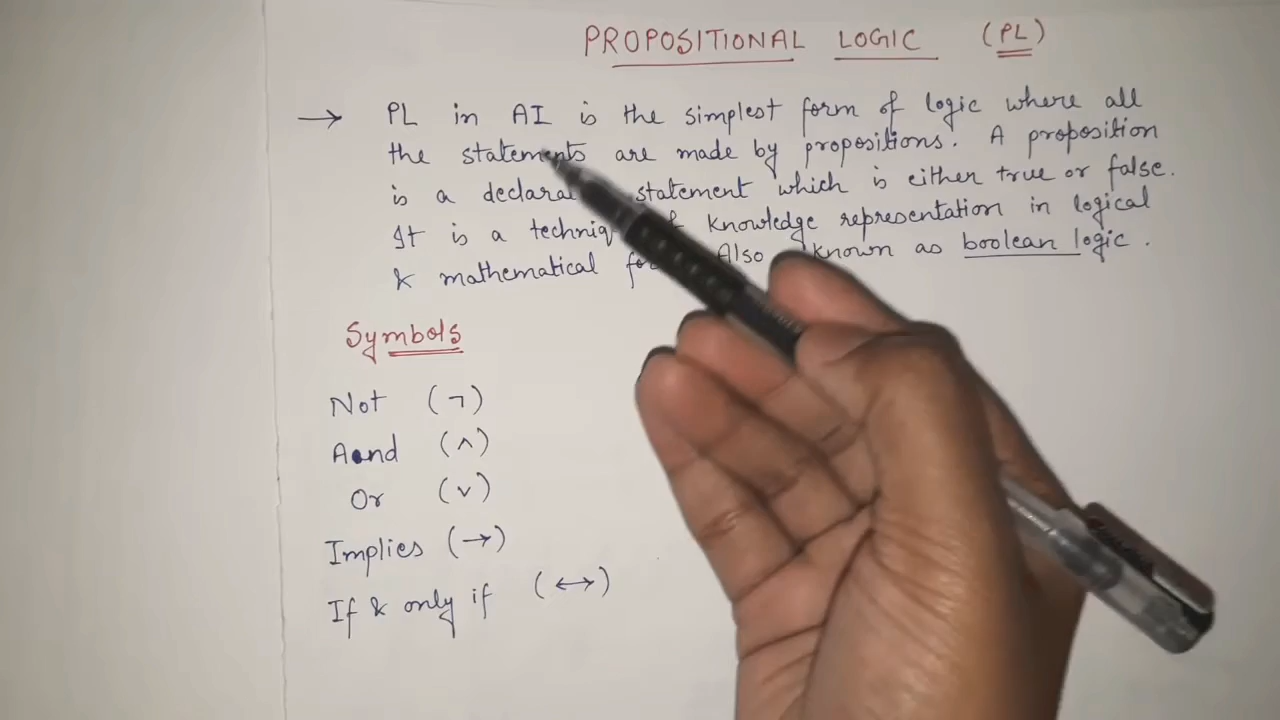 PROPOSITIONAL LOGIC (PL)
→ PL in AI is the simplest form of logic where all
the statements are made by propositions. A proposition
is a statement which is either true or false.
It is a knowledge representation in logical
& mathematical Also known as boolean logic.
Symbols
Not (¬)
And (∧)
Or (∨)
Implies (→)
If & only if (↔)